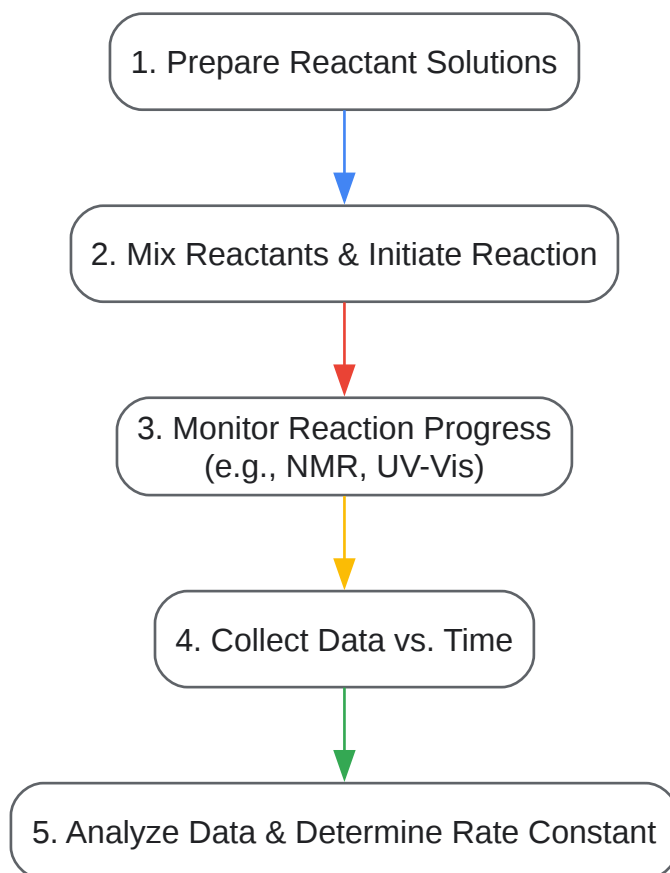 1. Prepare Reactant Solutions
2. Mix Reactants & Initiate Reaction
3. Monitor Reaction Progress
(e.g., NMR, UV-Vis)
4. Collect Data vs. Time
5. Analyze Data & Determine Rate Constant